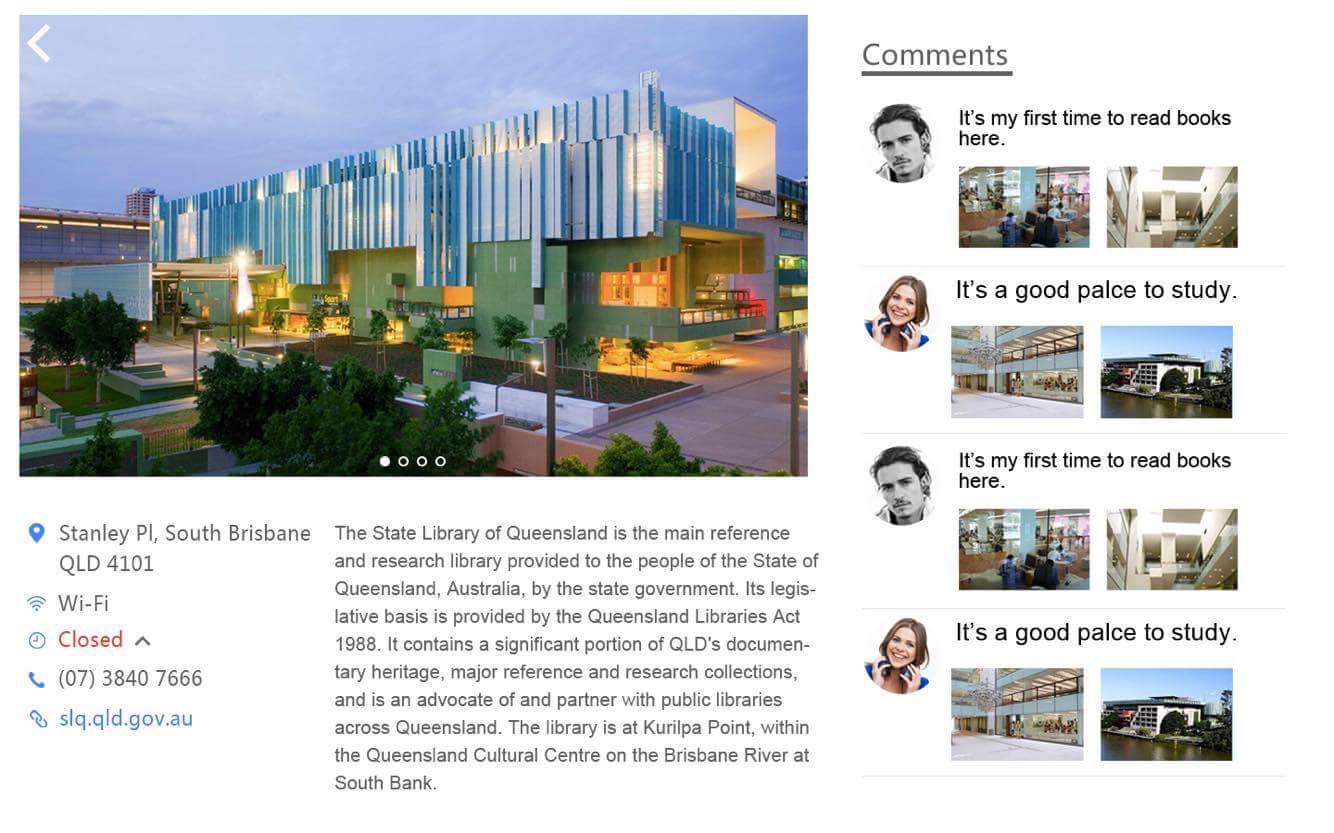 Stanley Pl, South Brisbane
QLD 4101
Wi-Fi
Closed
(07) 3840 7666
slq.qld.gov.au
The State Library of Queensland is the main reference
and research library provided to the people of the State of
Queensland, Australia, by the state government. Its legis-
lative basis is provided by the Queensland Libraries Act
1988. It contains a significant portion of QLD's documen-
tary heritage, major reference and research collections,
and is an advocate of and partner with public libraries
across Queensland. The library is at Kurilpa Point, within
the Queensland Cultural Centre on the Brisbane River at
South Bank.
Comments
It's my first time to read books
here.
It's a good palce to study.
It's my first time to read books
here.
It's a good palce to study.